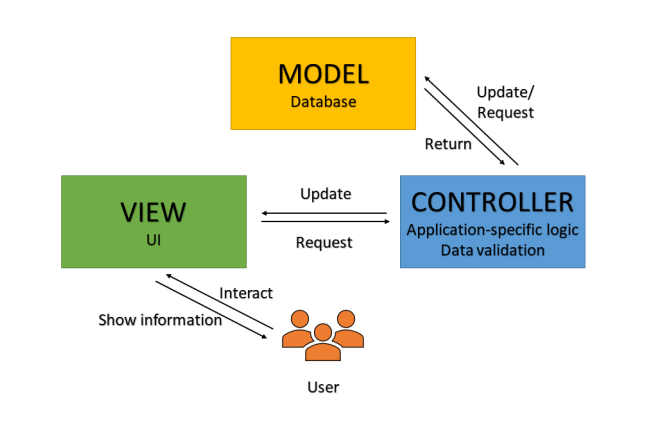 MODEL
Database
Update/
Request
Return
VIEW
UI
Update
Request
CONTROLLER
Application-specific logic
Data validation
Interact
Show information
User